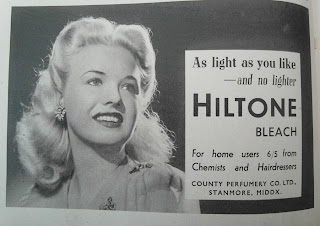 As light as you like
—and no lighter
HILTONE
BLEACH
For home users 6/5 from
Chemists and Hairdressers
COUNTY PERFUMERY CO. LTD.,
STANMORE, MIDDX.